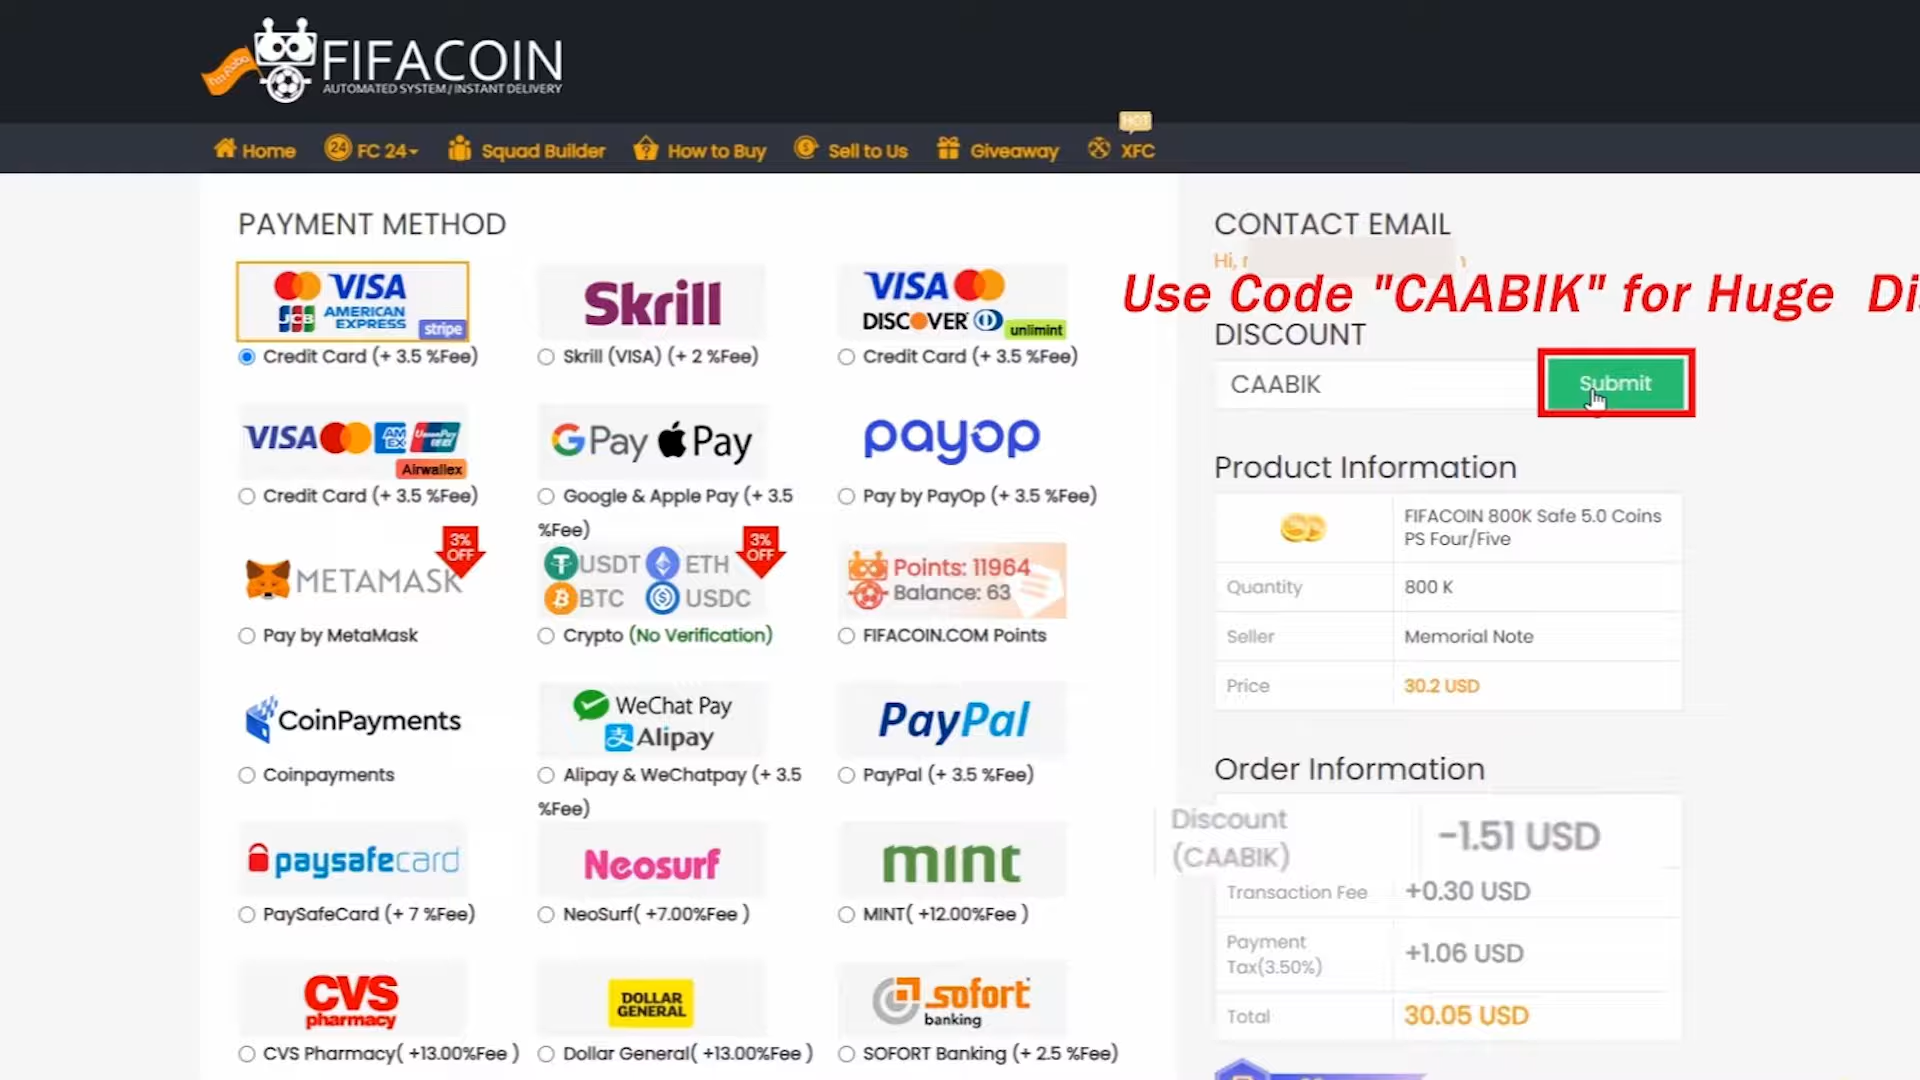 FIFACOIN
AUTOMATED SYSTEM / INSTANT DELIVERY
HOT
Home
24 FC 24
Squad Builder
How to Buy
Sell to Us
Giveaway
XFC
PAYMENT METHOD
VISA
JCB AMERICAN EXPRESS stripe
Credit Card (+ 3.5 %Fee)
Skrill
Skrill (VISA) (+ 2 %Fee)
VISA
DISCOVER unlimint
Credit Card (+ 3.5 %Fee)
VISA AMEX UnionPay
Airwallex
Credit Card (+ 3.5 %Fee)
G Pay Pay
Google & Apple Pay (+ 3.5
%Fee)
payop
Pay by PayOp (+ 3.5 %Fee)
3%
OFF
METAMASK
Pay by MetaMask
3%
OFF
USDT ETH
BTC USDC
Crypto (No Verification)
Points: 11964
Balance: 63
FIFACOIN.COM Points
CoinPayments
Coinpayments
WeChat Pay
支 Alipay
Alipay & WeChatpay (+ 3.5
%Fee)
PayPal
PayPal (+ 3.5 %Fee)
paysafecard
PaySafeCard (+ 7 %Fee)
Neosurf
NeoSurf( +7.00%Fee )
mint
MINT( +12.00%Fee )
CVS
pharmacy
CVS Pharmacy( +13.00%Fee )
DOLLAR
GENERAL
Dollar General( +13.00%Fee )
sofort
banking
SOFORT Banking (+ 2.5 %Fee)
CONTACT EMAIL
Hi,
Use Code "CAABIK" for Huge Di
DISCOUNT
CAABIK
Submit
Product Information
FIFACOIN 800K Safe 5.0 Coins
PS Four/Five
Quantity 800 K
Seller Memorial Note
Price 30.2 USD
Order Information
Discount
(CAABIK) -1.51 USD
Transaction Fee +0.30 USD
Payment
Tax(3.50%) +1.06 USD
Total 30.05 USD